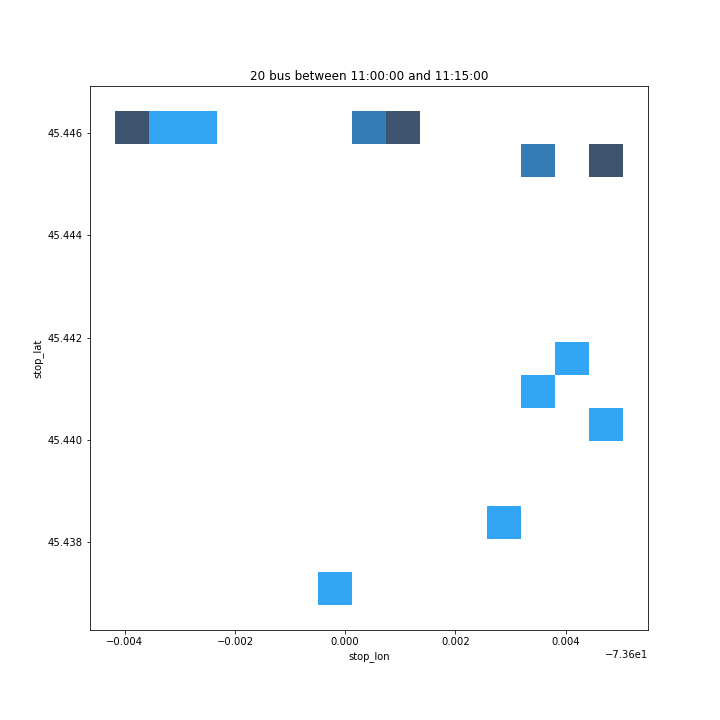 20 bus between 11:00:00 and 11:15:00
45.446
45.444
45.442
45.440
45.438
stop_lat
−0.004 −0.002 0.000 0.002 0.004
−7.36e1
stop_lon